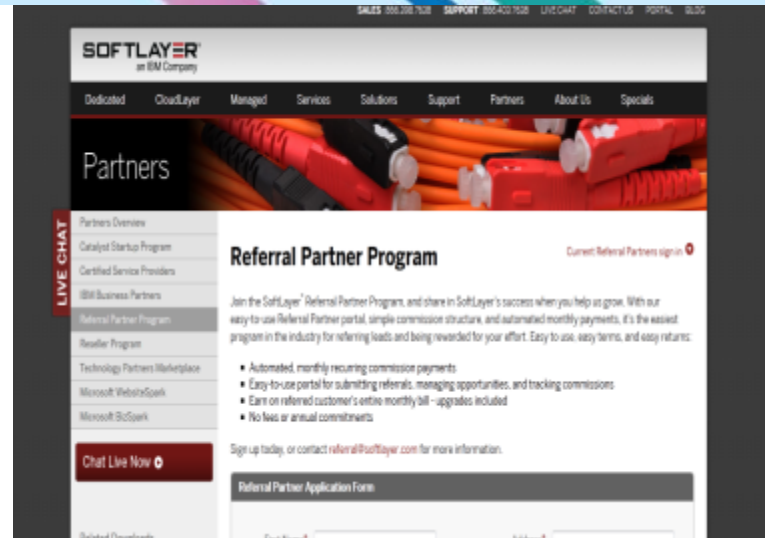 SALES 866.398.7638 SUPPORT 866.403.7638 LIVE CHAT CONTACT US PORTAL BLOG
SOFTLAYER®
an IBM Company
Dedicated CloudLayer Managed Services Solutions Support Partners About Us Specials
Partners
LIVE CHAT
Partners Overview
Catalyst Startup Program
Certified Service Providers
IBM Business Partners
Referral Partner Program
Reseller Program
Technology Partners Marketplace
Microsoft WebsiteSpark
Microsoft BizSpark
Chat Live Now
Referral Partner Program
Current Referral Partners sign in
Join the SoftLayer® Referral Partner Program, and share in SoftLayer's success when you help us grow. With our
easy-to-use Referral Partner portal, simple commission structure, and automated monthly payments, it's the easiest
program in the industry for referring leads and being rewarded for your effort. Easy to use, easy terms, and easy returns:
▪ Automated, monthly recurring commission payments
▪ Easy-to-use portal for submitting referrals, managing opportunities, and tracking commissions
▪ Earn on referred customer's entire monthly bill – upgrades included
▪ No fees or annual commitments
Sign up today, or contact referral@softlayer.com for more information.
Referral Partner Application Form